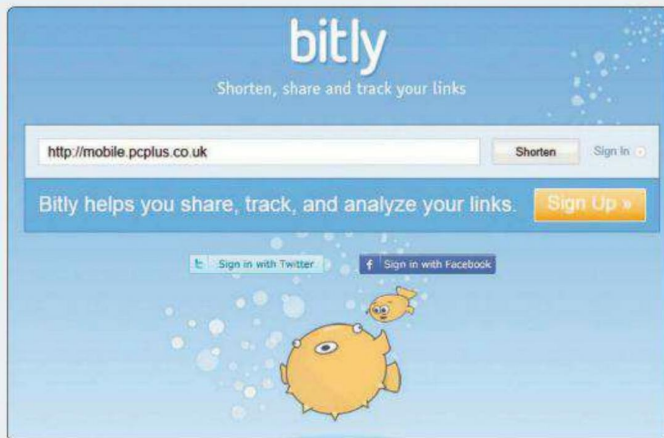 bitly
Shorten, share and track your links
http://mobile.pcplus.co.uk Shorten Sign In
Bitly helps you share, track, and analyze your links. Sign Up »
Sign in with Twitter f Sign in with Facebook